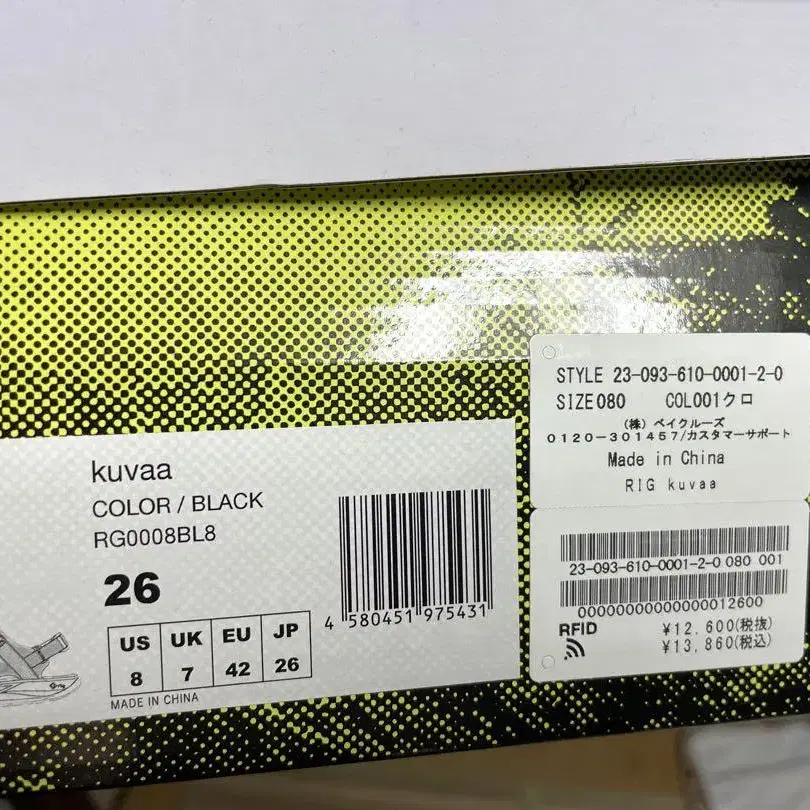 kuvaa
COLOR / BLACK
RG0008BL8
26
US UK EU JP
8 7 42 26
MADE IN CHINA
4 580451 975431
STYLE 23-093-610-0001-2-0
SIZE080 COL001クロ
(株)ベイクルーズ
0120-301457/カスタマーサポート
Made in China
RIG kuvaa
23-093-610-0001-2-0 080 001
00000000000000012600
RFID
¥12,600(税抜)
¥13,860(税込)